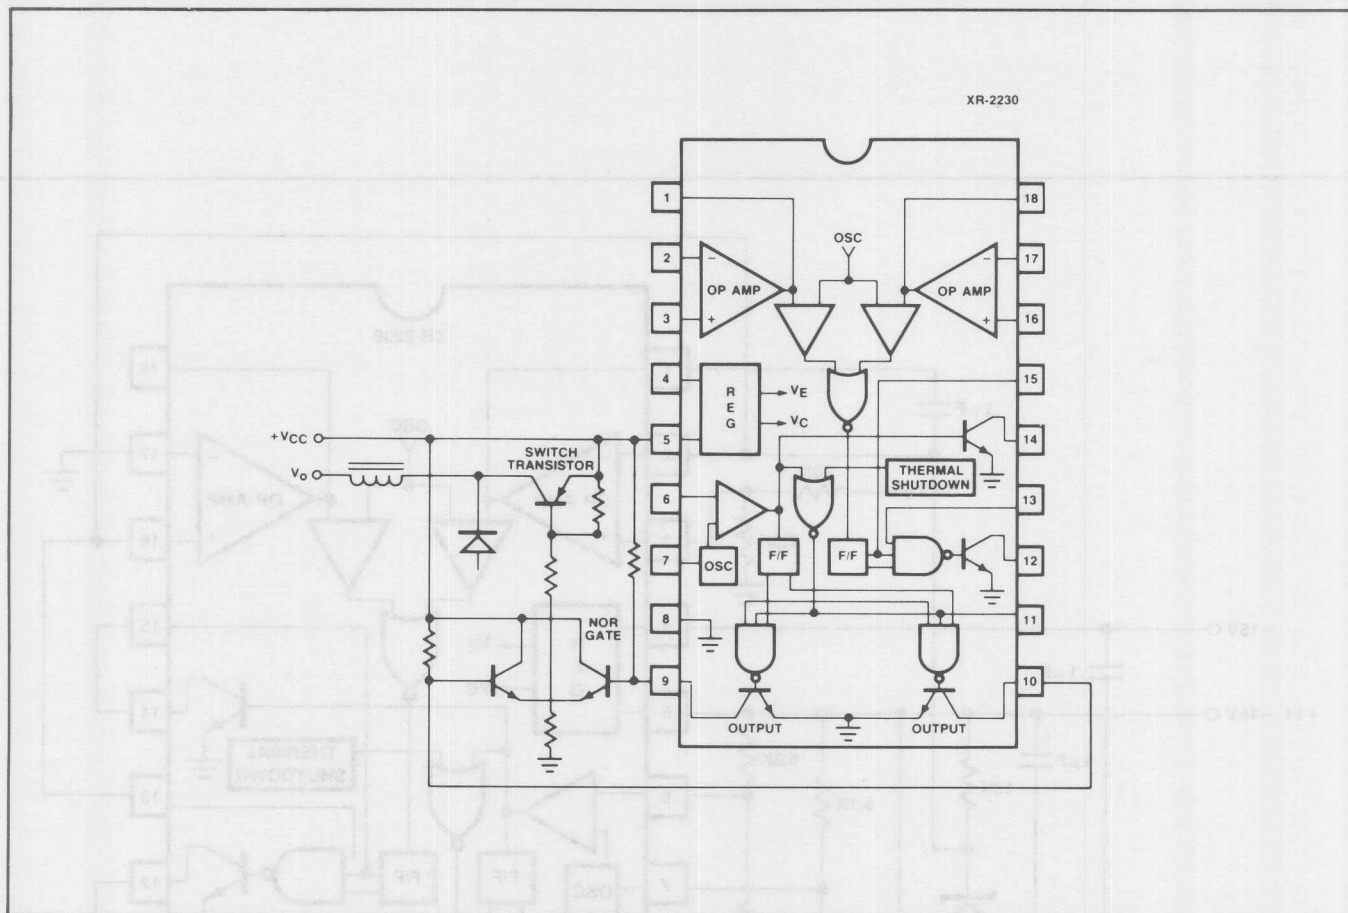 XR-2230
1
18
OSC
2
17
OP AMP
−
OP AMP
−
3
+
16
+
4
R
E
G
VE
15
VC
+VCC
5
14
SWITCH
TRANSISTOR
VO
THERMAL
SHUTDOWN
6
13
7
OSC
F/F
F/F
12
NOR
GATE
8
11
9
10
OUTPUT
OUTPUT